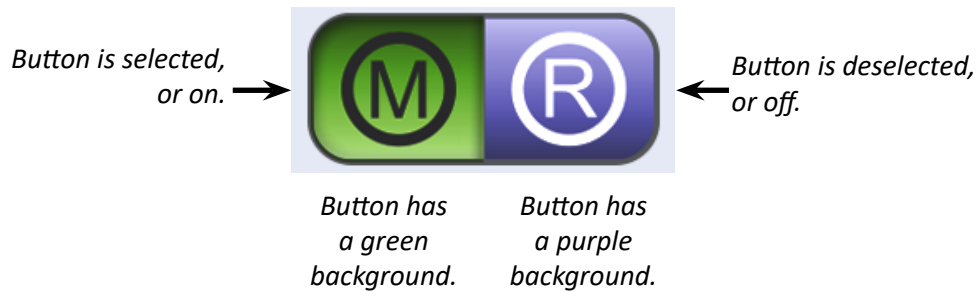 Button is selected,
or on.
M
R
Button is deselected,
or off.
Button has
a green
background.
Button has
a purple
background.